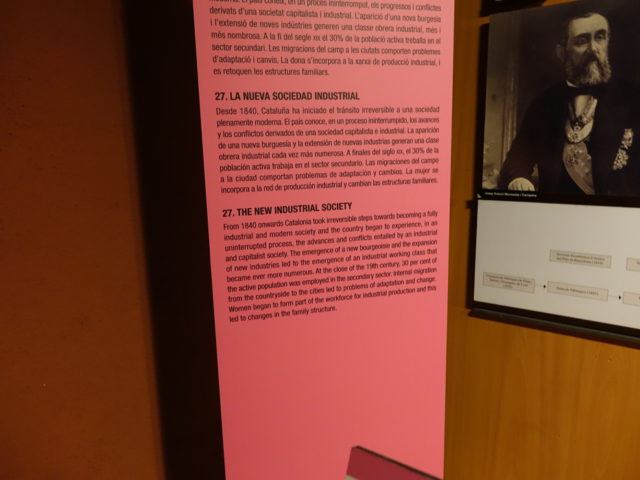 moderna. El país coneix, en un procés ininterromput, els progressos i conflictes
derivats d'una societat capitalista i industrial. L'aparició d'una nova burgesia
i l'extensió de noves indústries generen una classe obrera industrial, més i
més nombrosa. A la fi del segle XIX el 30% de la població activa treballa en el
sector secundari. Les migracions del camp a les ciutats comporten problemes
d'adaptació i canvis. La dona s'incorpora a la xarxa de producció industrial, i
es retoquen les estructures familiars.
27. LA NUEVA SOCIEDAD INDUSTRIAL
Desde 1840, Cataluña ha iniciado el tránsito irreversible a una sociedad
plenamente moderna. El país conoce, en un proceso ininterrumpido, los avances
y los conflictos derivados de una sociedad capitalista e industrial. La aparición
de una nueva burguesía y la extensión de nuevas industrias generan una clase
obrera industrial cada vez más numerosa. A finales del siglo XIX, el 30% de la
población activa trabaja en el sector secundario. Las migraciones del campo
a la ciudad comportan problemas de adaptación y cambios. La mujer se
incorpora a la red de producción industrial y cambian las estructuras familiares.
27. THE NEW INDUSTRIAL SOCIETY
From 1840 onwards Catalonia took irreversible steps towards becoming a fully
industrial and modern society and the country began to experience, in an
uninterrupted process, the advances and conflicts entailed by an industrial
and capitalist society. The emergence of a new bourgeoisie and the expansion
of new industries led to the emergence of an industrial working class that
became ever more numerous. At the close of the 19th century, 30 per cent of
the active population was employed in the secondary sector. Internal migration
from the countryside to the cities led to problems of adaptation and change.
Women began to form part of the workforce for industrial production and this
led to changes in the family structure.